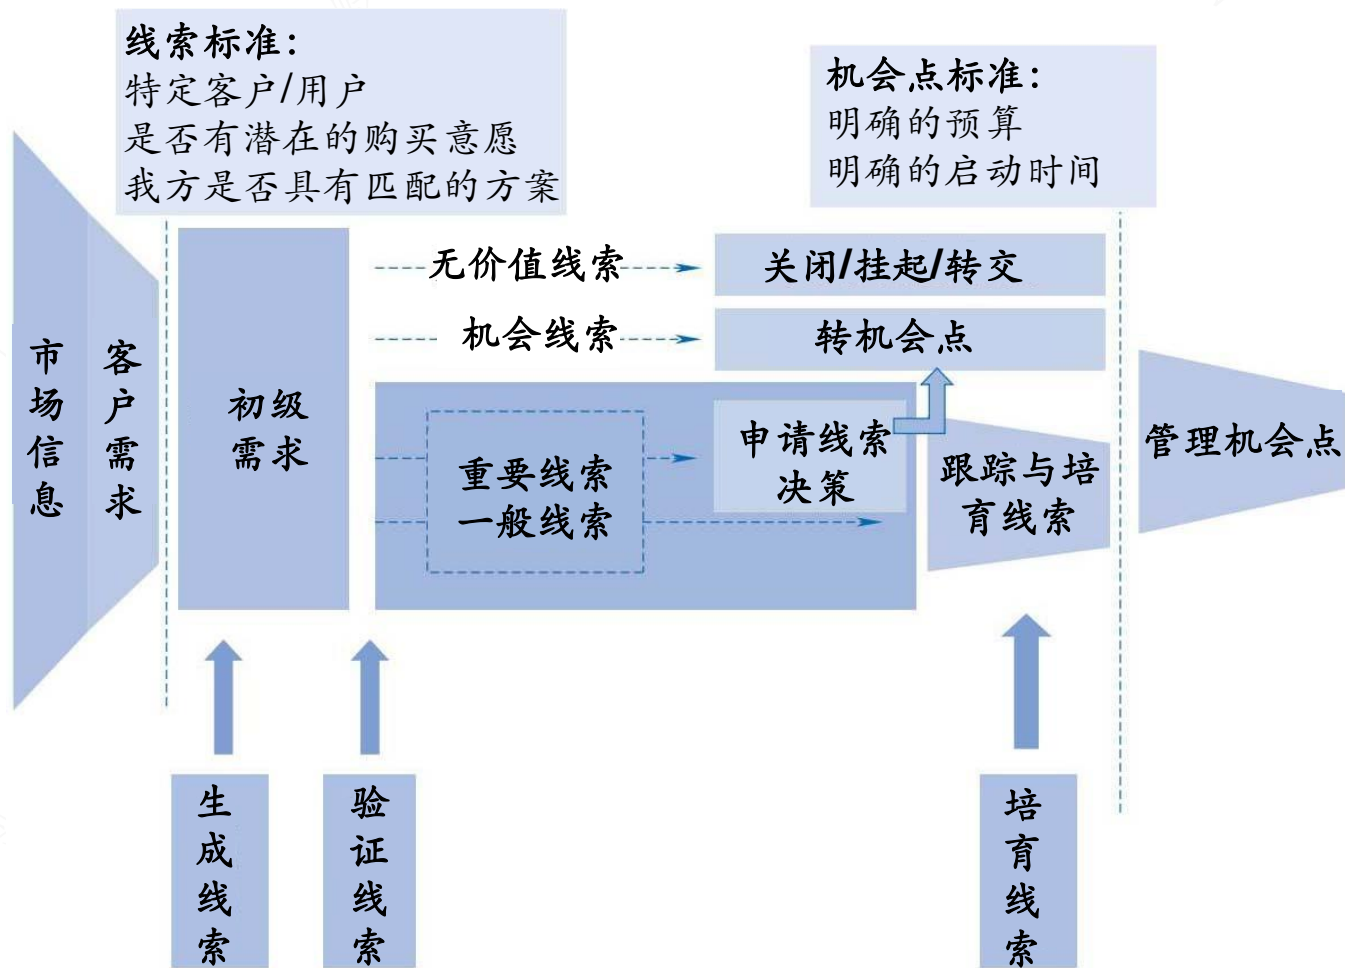 线索标准：
特定客户/用户
是否有潜在的购买意愿
我方是否具有匹配的方案
机会点标准：
明确的预算
明确的启动时间
市场信息
客户需求
初级
需求
无价值线索
关闭/挂起/转交
机会线索
转机会点
重要线索
一般线索
申请线索
决策
跟踪与培
育线索
管理机会点
生成线索
验证线索
培育线索